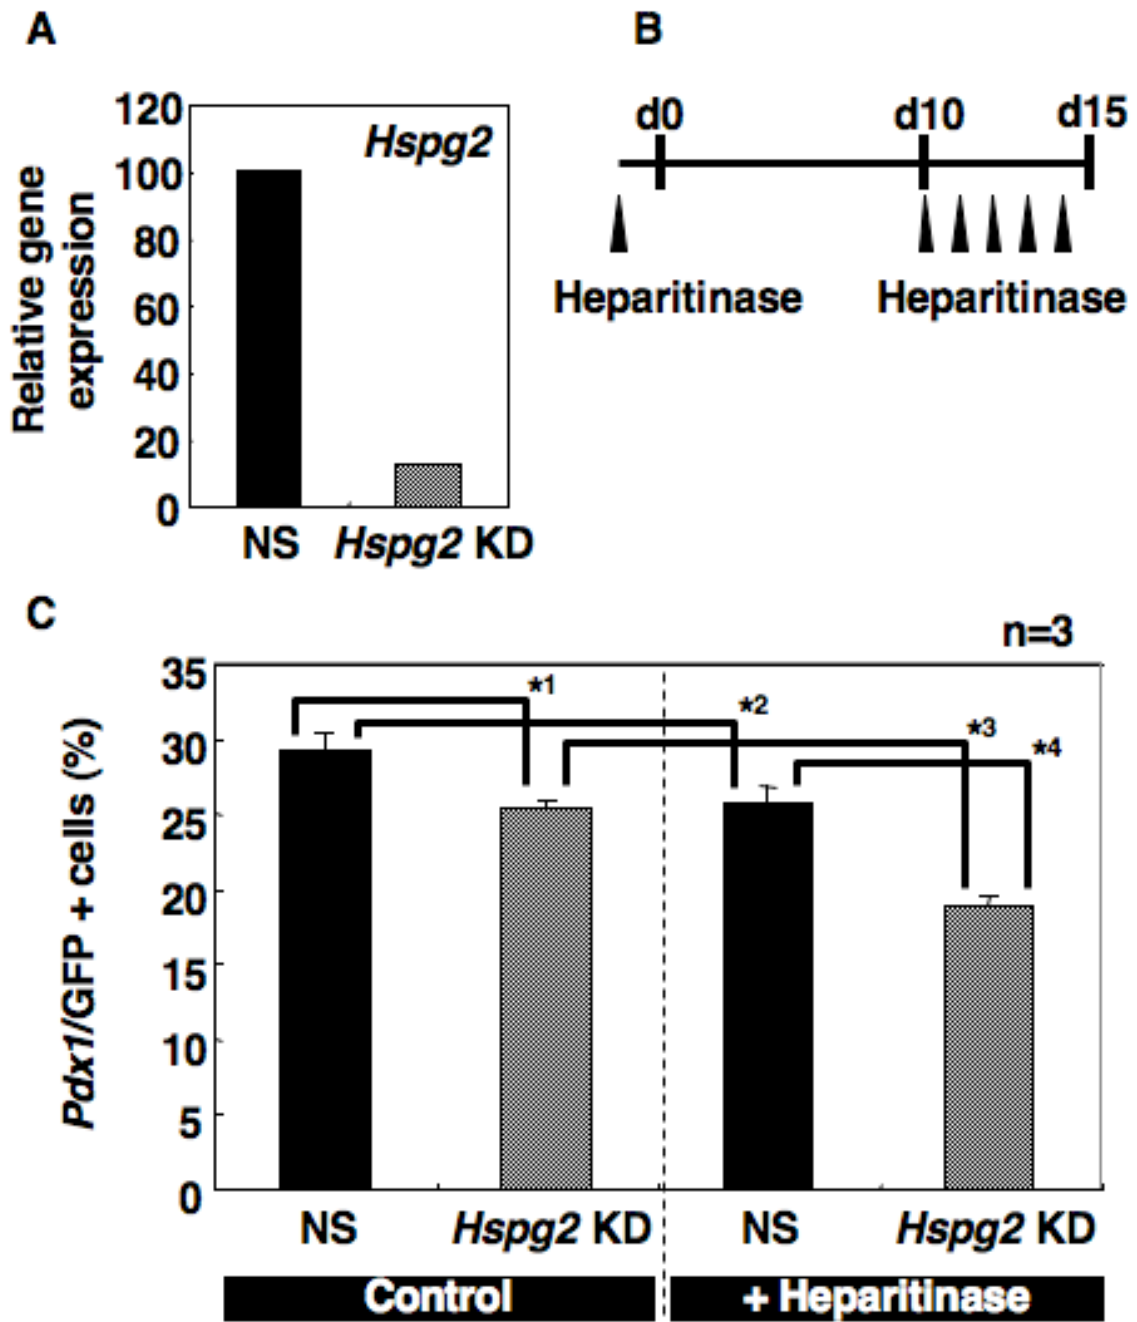 A
Relative gene
expression
120
100
80
60
40
20
0
Hspg2
NS
Hspg2 KD
B
d0
d10
d15
Heparitinase
Heparitinase
C
n=3
Pdx1/GFP + cells (%)
35
30
25
20
15
10
5
0
*1
*2
*3
*4
NS
Hspg2 KD
NS
Hspg2 KD
Control
+ Heparitinase